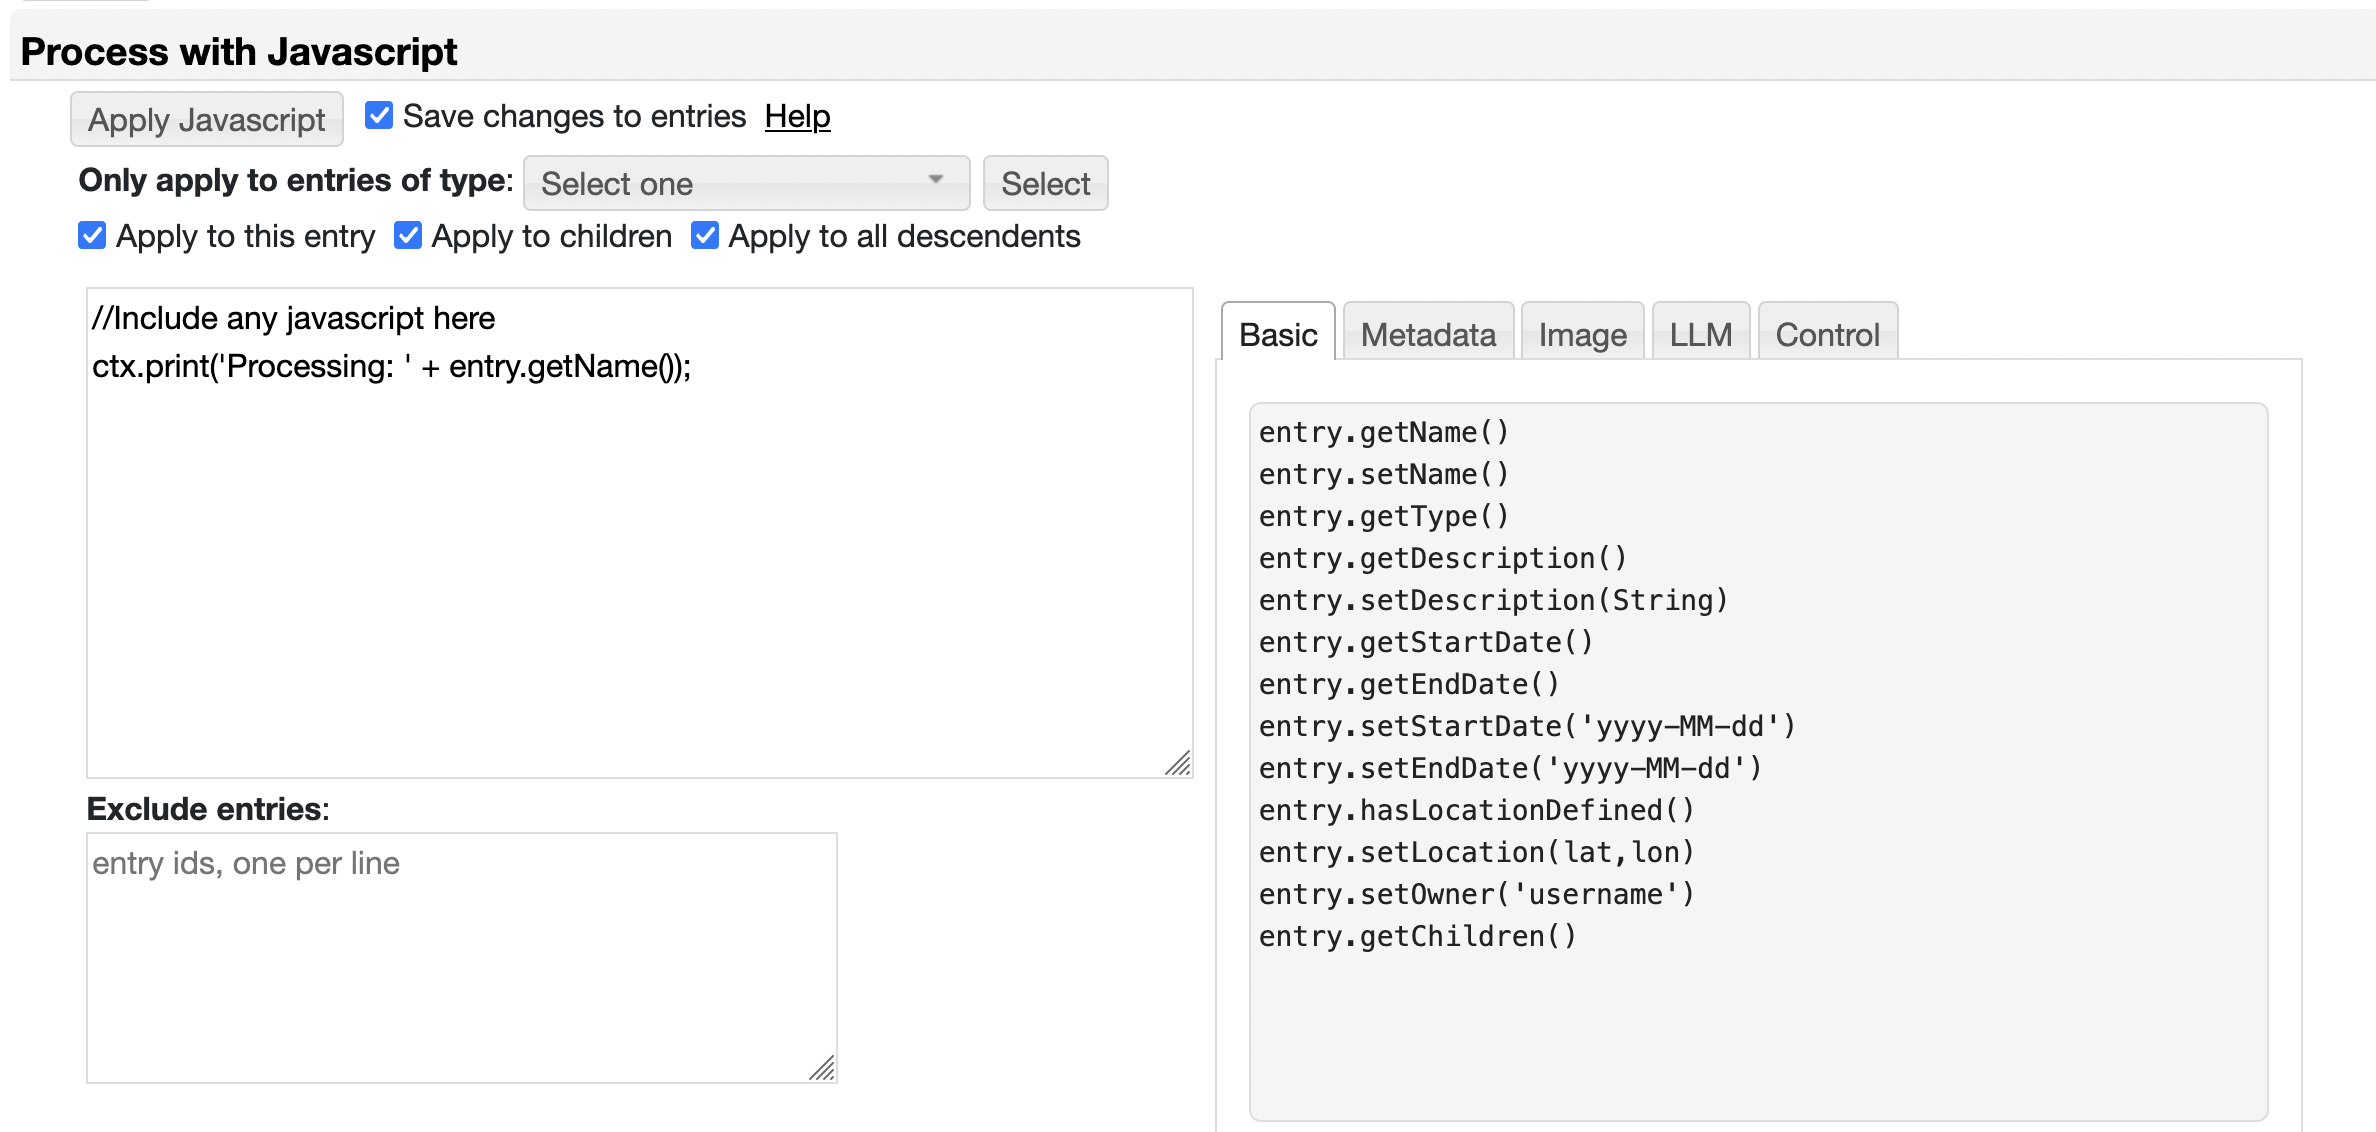 Process with Javascript
Apply Javascript Save changes to entries Help
Only apply to entries of type: Select one Select
Apply to this entry Apply to children Apply to all descendents
//Include any javascript here
ctx.print('Processing: ' + entry.getName());
Exclude entries:
entry ids, one per line
Basic Metadata Image LLM Control
entry.getName()
entry.setName()
entry.getType()
entry.getDescription()
entry.setDescription(String)
entry.getStartDate()
entry.getEndDate()
entry.setStartDate('yyyy-MM-dd')
entry.setEndDate('yyyy-MM-dd')
entry.hasLocationDefined()
entry.setLocation(lat,lon)
entry.setOwner('username')
entry.getChildren()